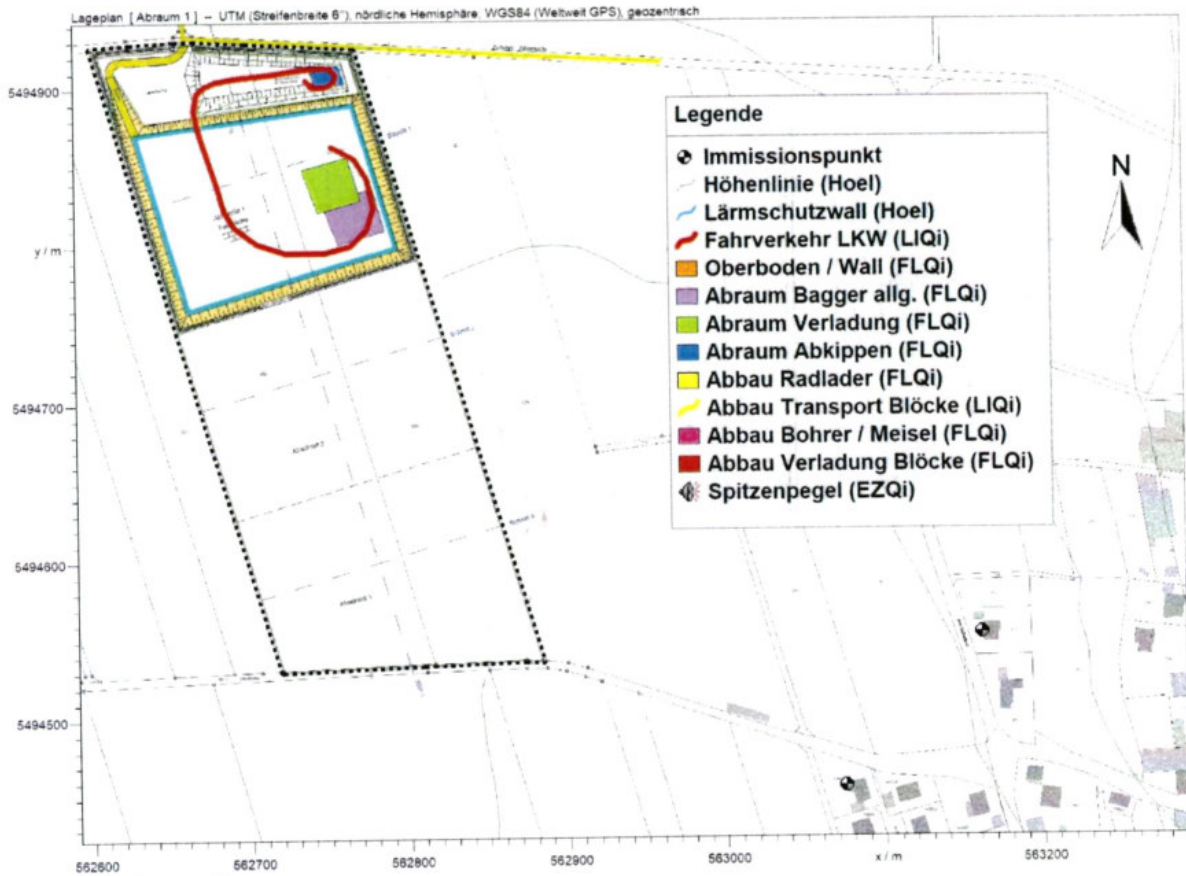 Lageplan [ Abraum 1 ] -- UTM (Streifenbreite 6°), nördliche Hemisphäre, WGS84 (Weltweit GPS), geozentrisch
5494900
y / m
5494700
5494600
5494500
562600
562700
562800
562900
563000
x / m
563200
Legende
Immissionspunkt
Höhenlinie (Hoel)
Lärmschutzwall (Hoel)
Fahrverkehr LKW (LIQi)
Oberboden / Wall (FLQi)
Abraum Bagger allg. (FLQi)
Abraum Verladung (FLQi)
Abraum Abkippen (FLQi)
Abbau Radlader (FLQi)
Abbau Transport Blöcke (LIQi)
Abbau Bohrer / Meisel (FLQi)
Abbau Verladung Blöcke (FLQi)
Spitzenpegel (EZQi)
N